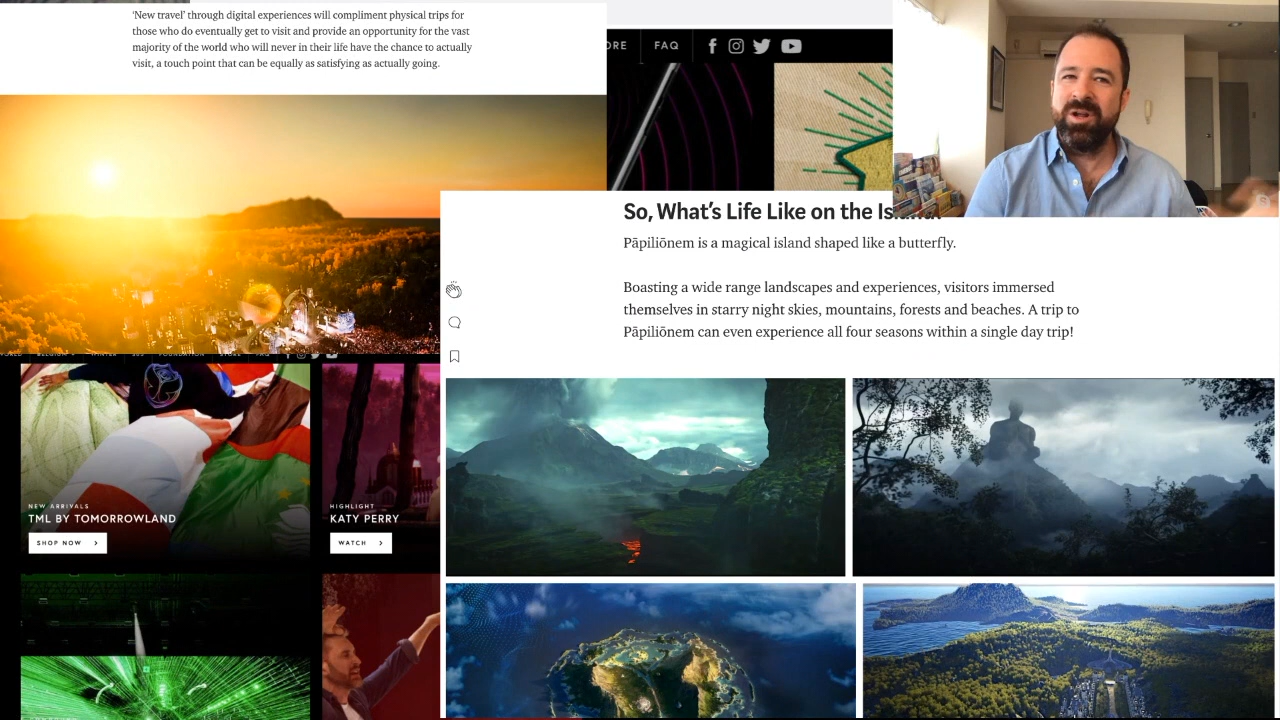 ‘New travel’ through digital experiences will compliment physical trips for
those who do eventually get to visit and provide an opportunity for the vast
majority of the world who will never in their life have the chance to actually
visit, a touch point that can be equally as satisfying as actually going.
FAQ
So, What’s Life Like on the
Pāpiliōnem is a magical island shaped like a butterfly.
Boasting a wide range landscapes and experiences, visitors immersed
themselves in starry night skies, mountains, forests and beaches. A trip to
Pāpiliōnem can even experience all four seasons within a single day trip!
NEW ARRIVALS
TML BY TOMORROWLAND
SHOP NOW
HIGHLIGHT
KATY PERRY
WATCH